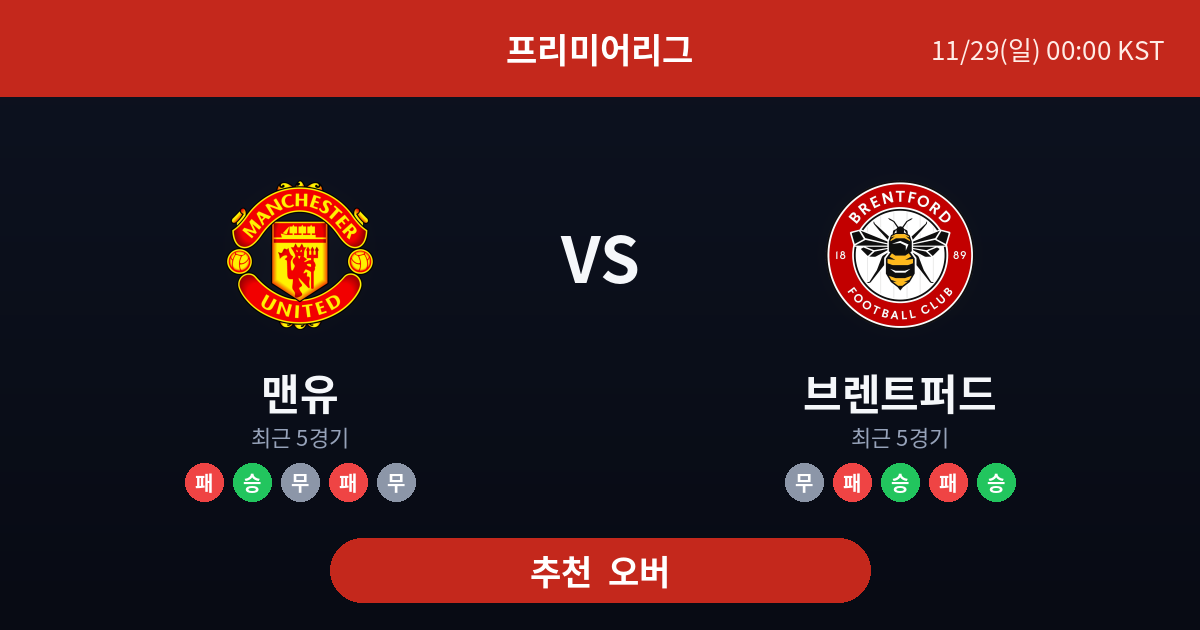 프리미어리그
11/29(일) 00:00 KST
MANCHESTER
UNITED
VS
BRENTFORD
18 89
FOOTBALL CLUB
맨유
브렌트퍼드
최근 5경기
최근 5경기
패 승 무 패 무
무 패 승 패 승
추천 오버